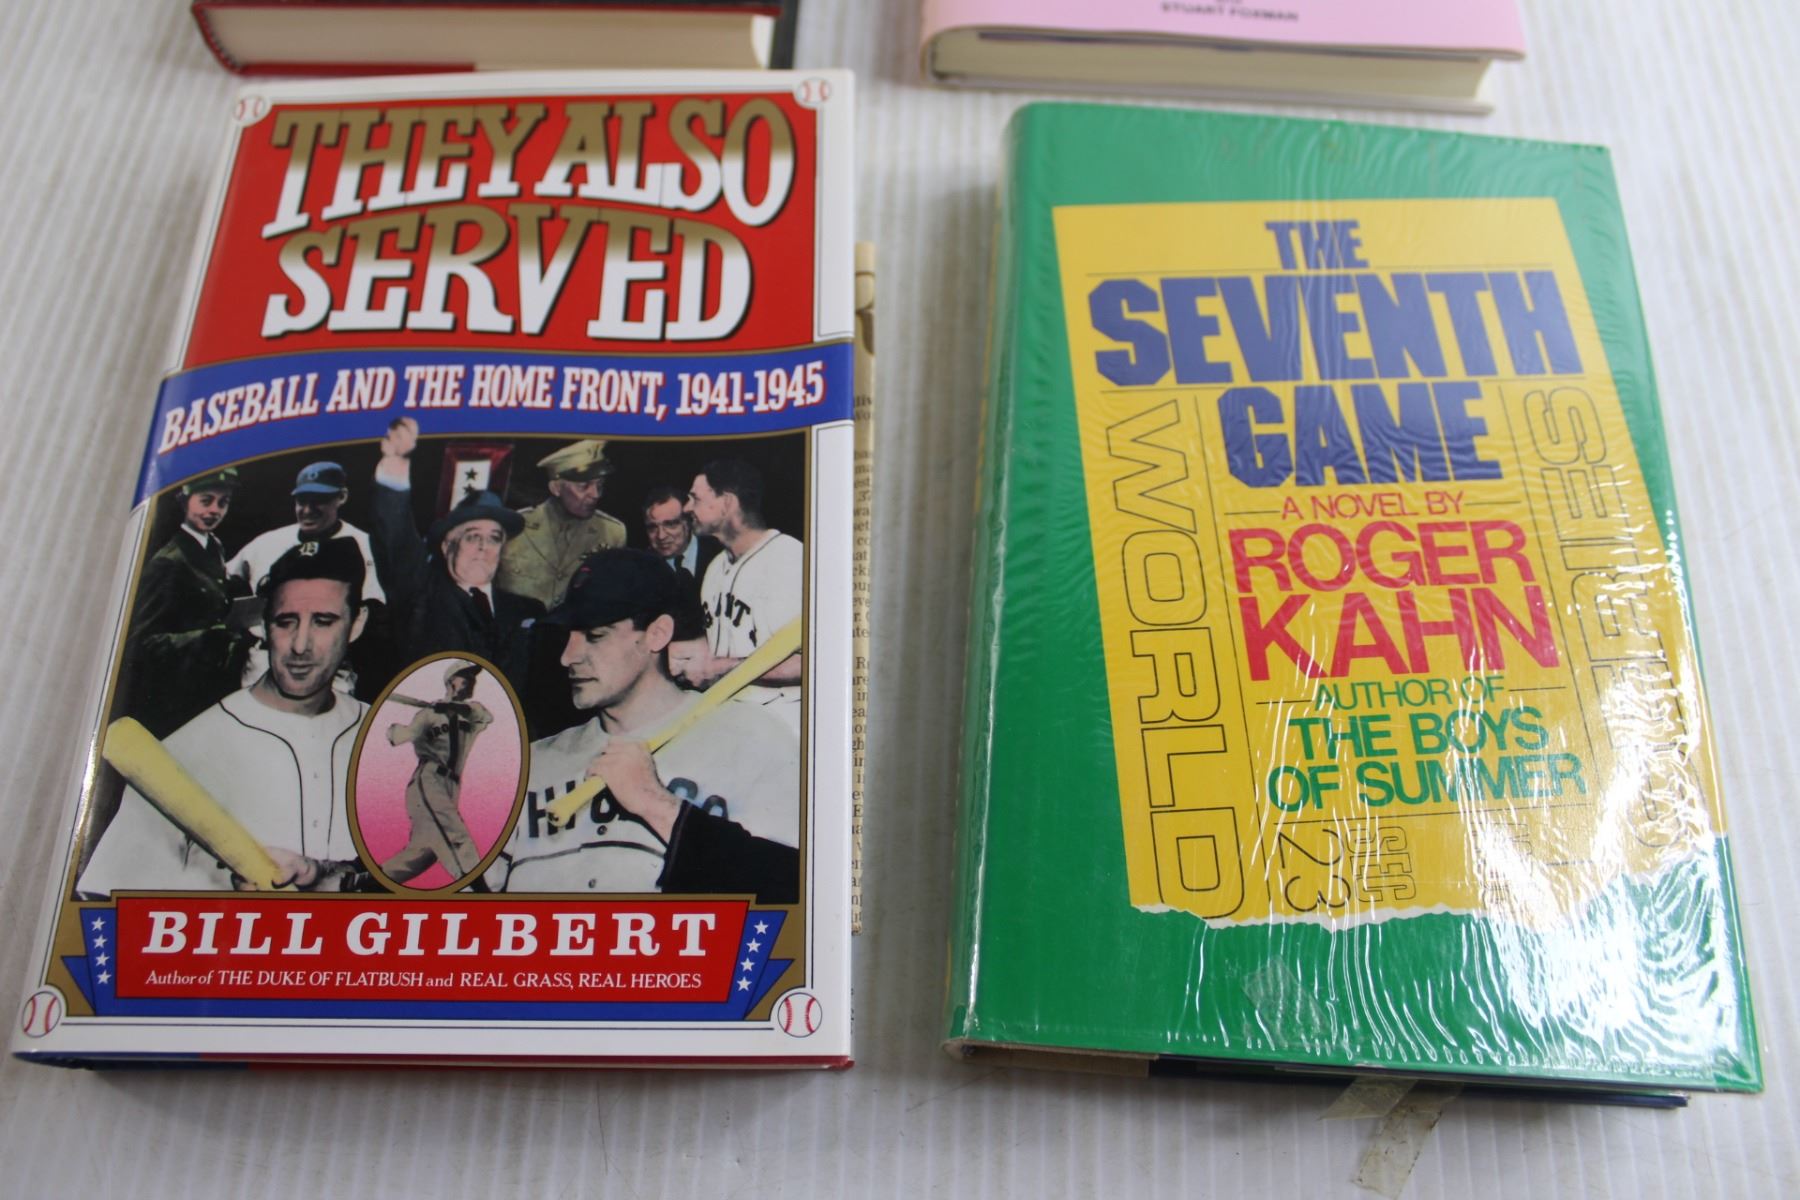 STUART FOXMAN
THEY ALSO
SERVED
BASEBALL AND THE HOME FRONT, 1941-1945
BILL GILBERT
Author of THE DUKE OF FLATBUSH and REAL GRASS, REAL HEROES
THE
SEVENTH
GAME
A NOVEL BY
ROGER
KAHN
AUTHOR OF
THE BOYS
OF SUMMER
WORLD
SERIES
SEC
23